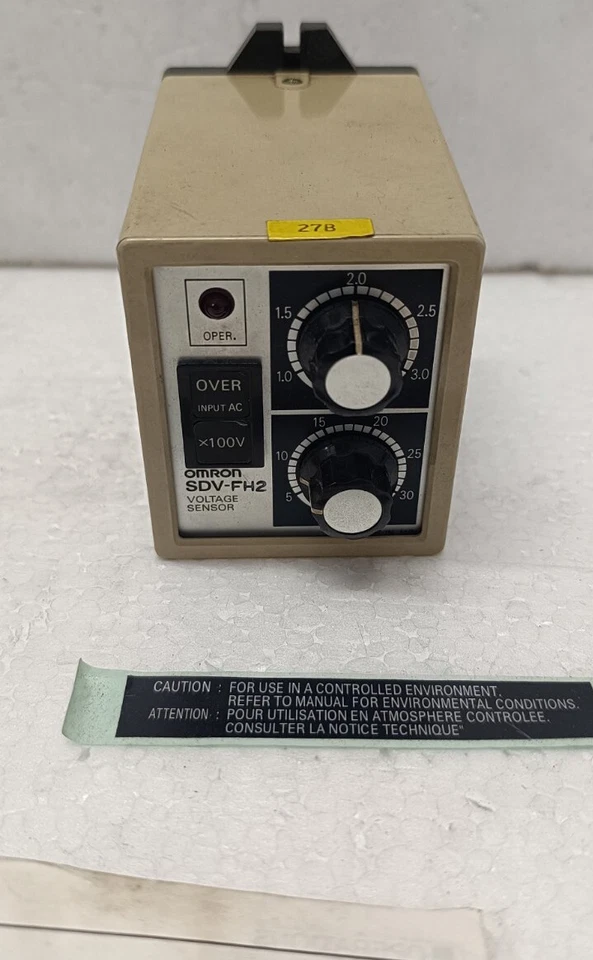 27B
OPER.
OVER
INPUT AC
×100V
omron
SDV-FH2
VOLTAGE
SENSOR
1.0
1.5
2.0
2.5
3.0
5
10
15
20
25
30
CAUTION : FOR USE IN A CONTROLLED ENVIRONMENT.
REFER TO MANUAL FOR ENVIRONMENTAL CONDITIONS.
ATTENTION : POUR UTILISATION EN ATMOSPHERE CONTROLEE.
CONSULTER LA NOTICE TECHNIQUE"